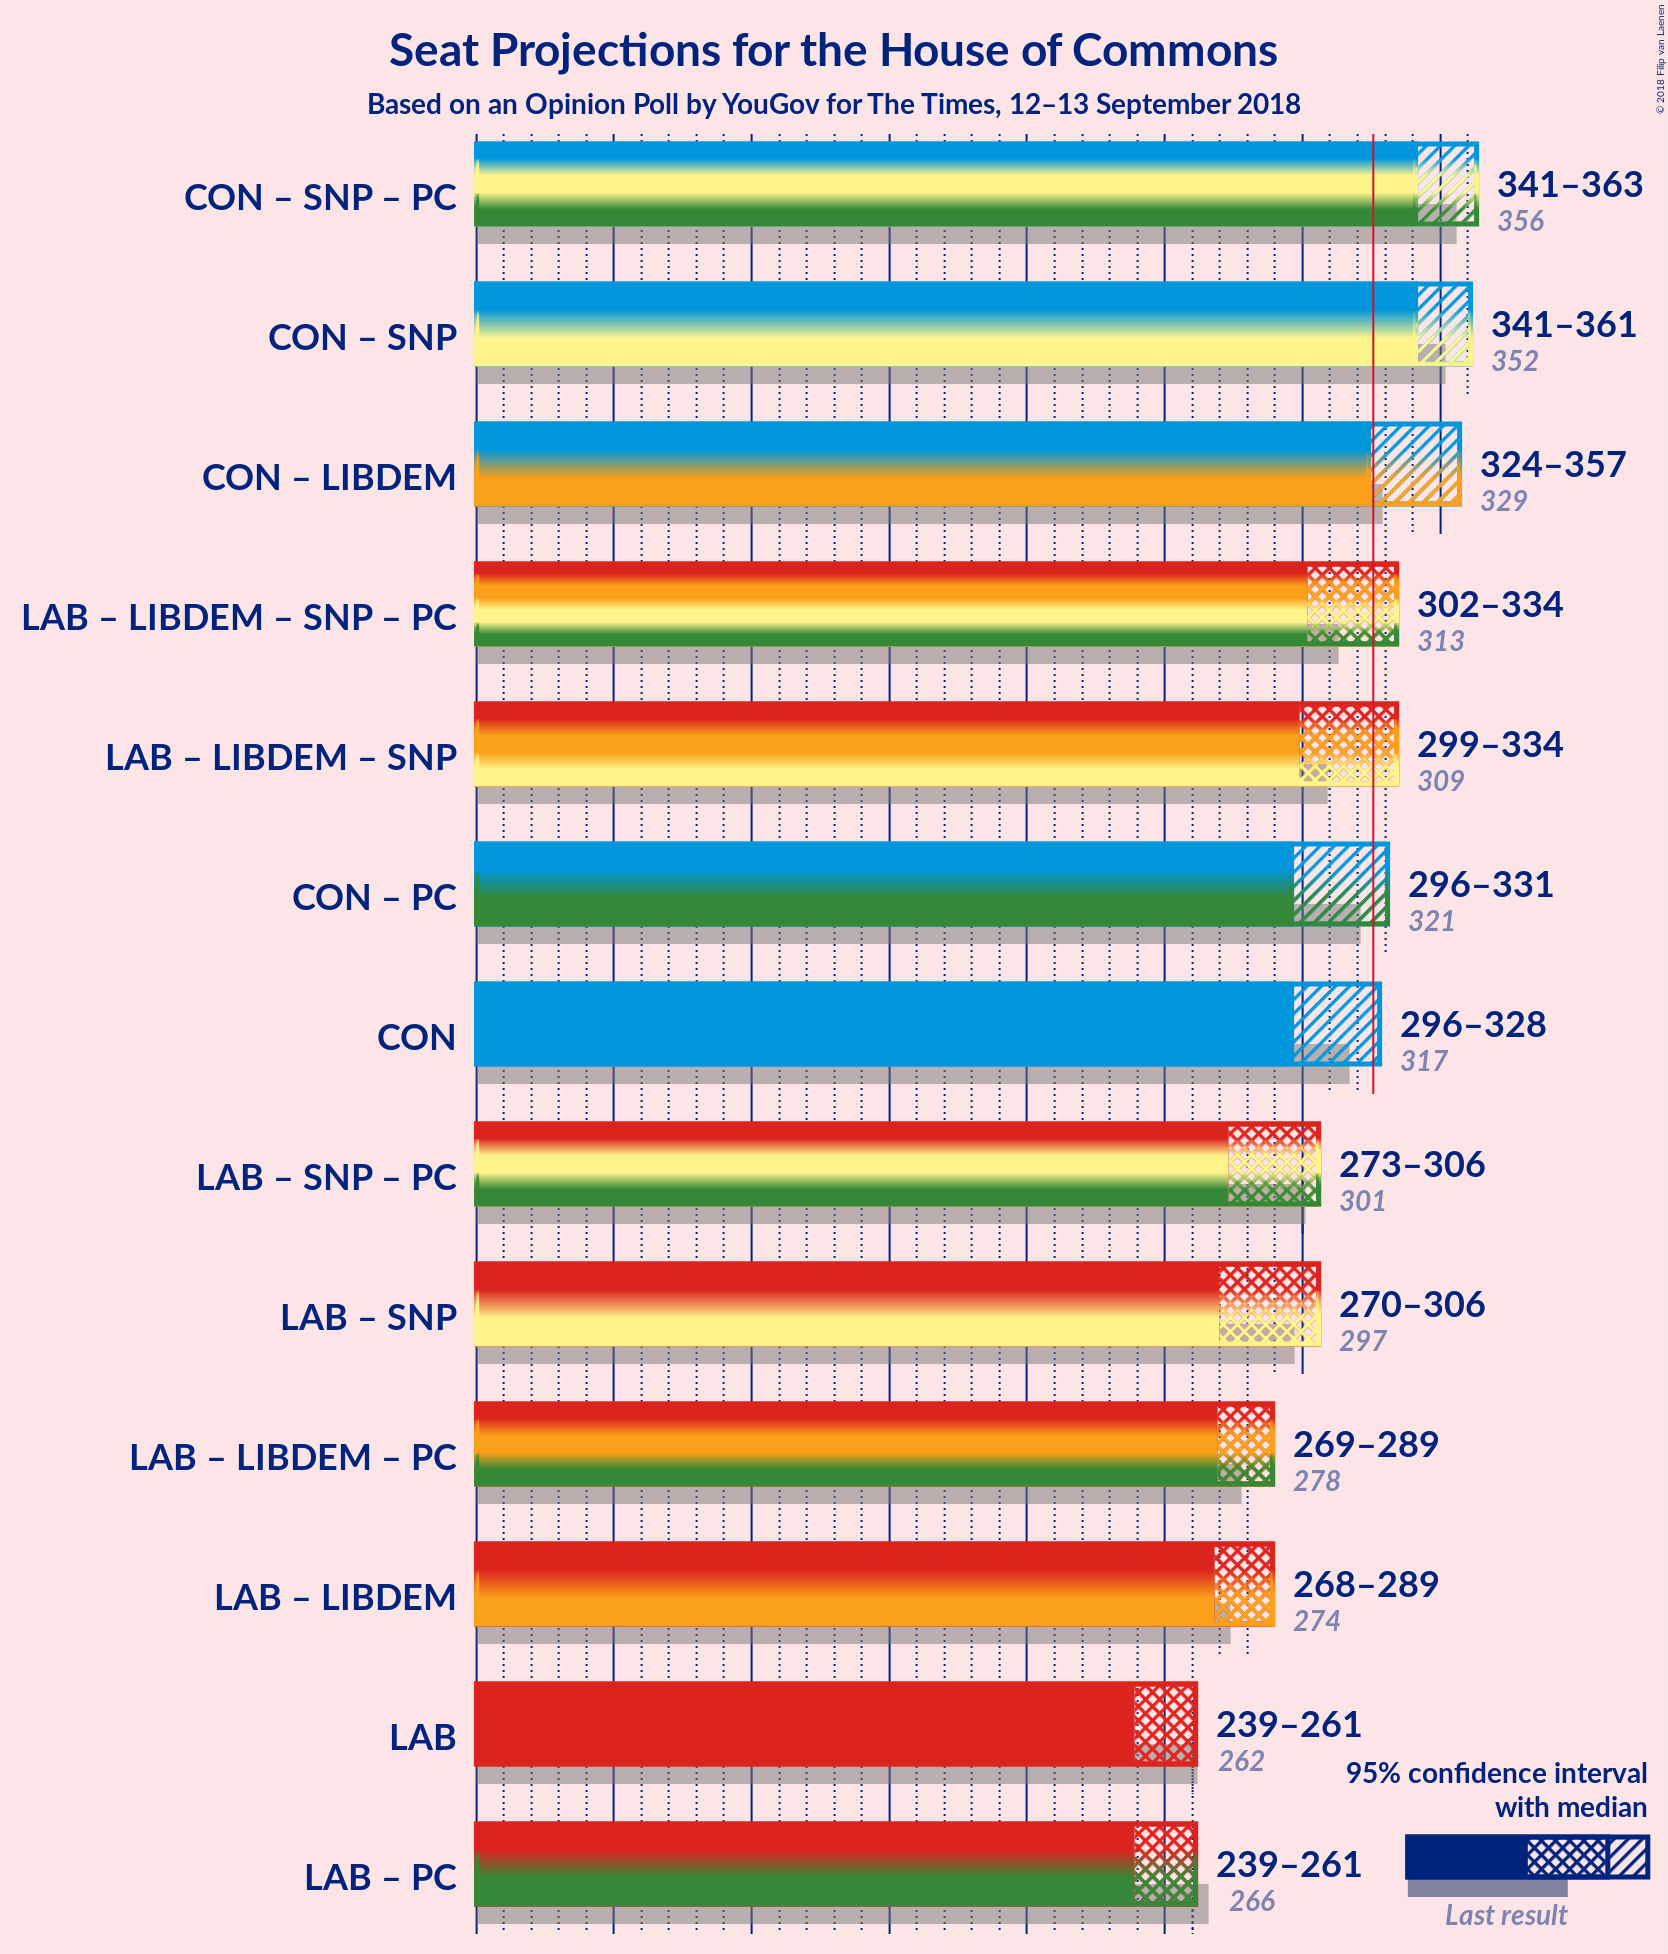 Seat Projections for the House of Commons
Based on an Opinion Poll by YouGov for The Times, 12–13 September 2018
© 2018 Filip van Laenen
CON – SNP – PC
341–363
356
CON – SNP
341–361
352
CON – LIBDEM
324–357
329
LAB – LIBDEM – SNP – PC
302–334
313
LAB – LIBDEM – SNP
299–334
309
CON – PC
296–331
321
CON
296–328
317
LAB – SNP – PC
273–306
301
LAB – SNP
270–306
297
LAB – LIBDEM – PC
269–289
278
LAB – LIBDEM
268–289
274
LAB
239–261
262
LAB – PC
239–261
266
95% confidence interval
with median
Last result